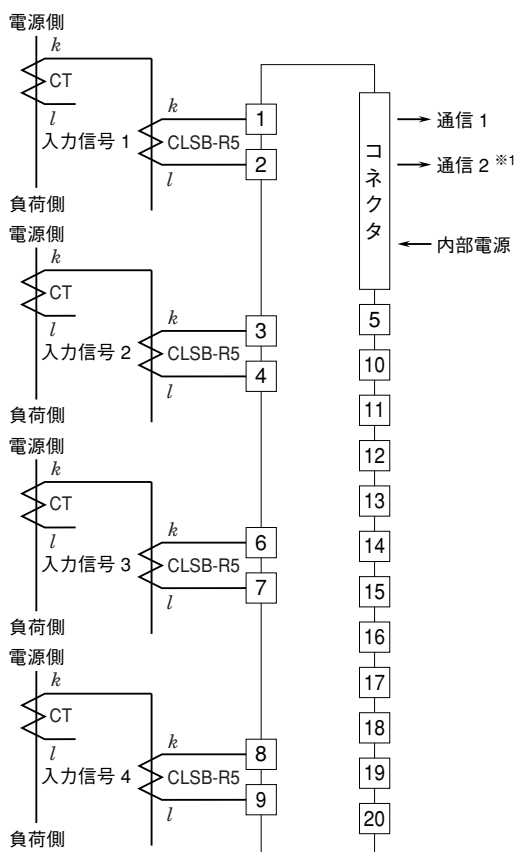 電源側
k
CT
l
入力信号 1
k
CLSB-R5
l
1
2
負荷側
電源側
k
CT
l
入力信号 2
k
CLSB-R5
l
3
4
負荷側
電源側
k
CT
l
入力信号 3
k
CLSB-R5
l
6
7
負荷側
電源側
k
CT
l
入力信号 4
k
CLSB-R5
l
8
9
負荷側
コネクタ
通信 1
通信 2 ※1
内部電源
5
10
11
12
13
14
15
16
17
18
19
20